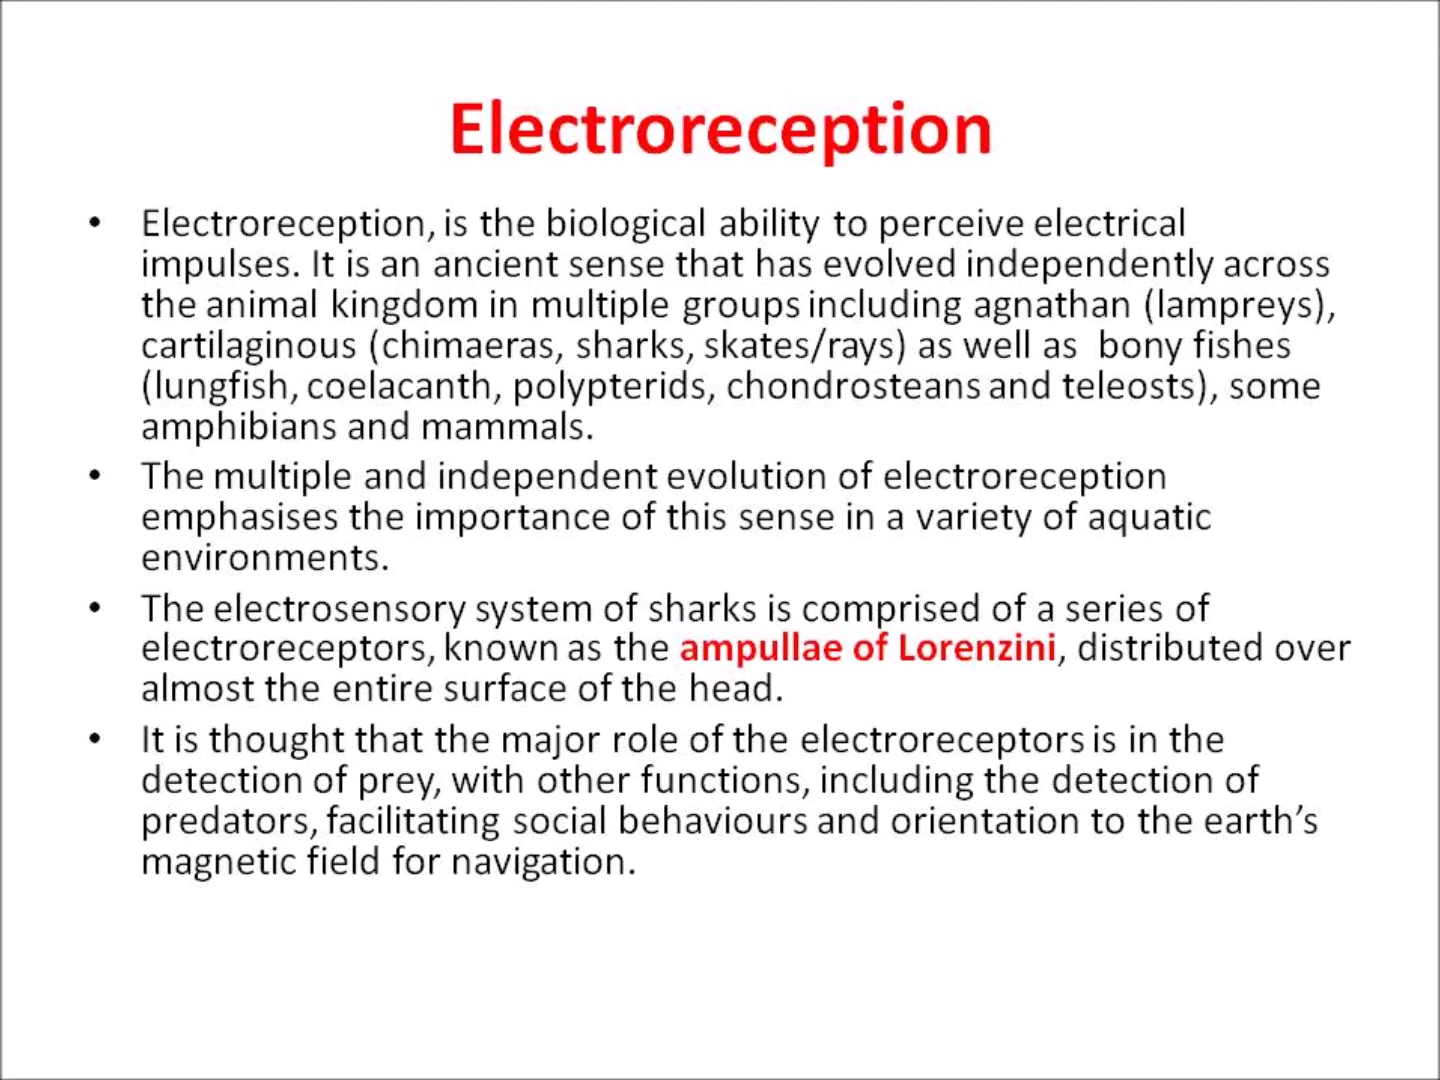 Electroreception
• Electroreception, is the biological ability to perceive electrical
impulses. It is an ancient sense that has evolved independently across
the animal kingdom in multiple groups including agnathan (lampreys),
cartilaginous (chimaeras, sharks, skates/rays) as well as bony fishes
(lungfish, coelacanth, polypterids, chondrosteans and teleosts), some
amphibians and mammals.
• The multiple and independent evolution of electroreception
emphasises the importance of this sense in a variety of aquatic
environments.
• The electrosensory system of sharks is comprised of a series of
electroreceptors, known as the ampullae of Lorenzini, distributed over
almost the entire surface of the head.
• It is thought that the major role of the electroreceptors is in the
detection of prey, with other functions, including the detection of
predators, facilitating social behaviours and orientation to the earth’s
magnetic field for navigation.